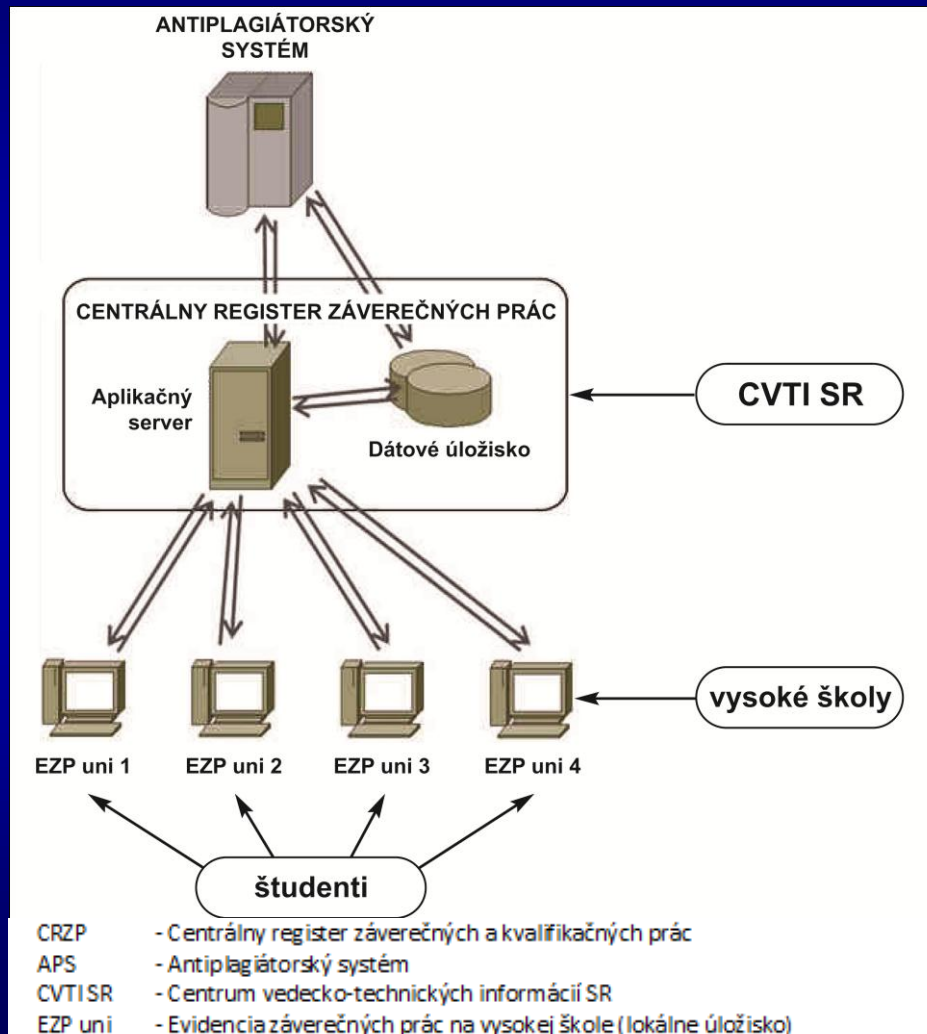 ANTIPLAGIÁTORSKÝ
SYSTÉM
CENTRÁLNY REGISTER ZÁVEREČNÝCH PRÁC
Aplikačný
server
Dátové úložisko
CVTI SR
vysoké školy
EZP uni 1 EZP uni 2 EZP uni 3 EZP uni 4
študenti
CRZP - Centrálny register záverečných a kvalifikačných prác
APS - Antiplagiátorský systém
CVTI SR - Centrum vedecko-technických informácií SR
EZP uni - Evidencia záverečných prác na vysokej škole (lokálne úložisko)